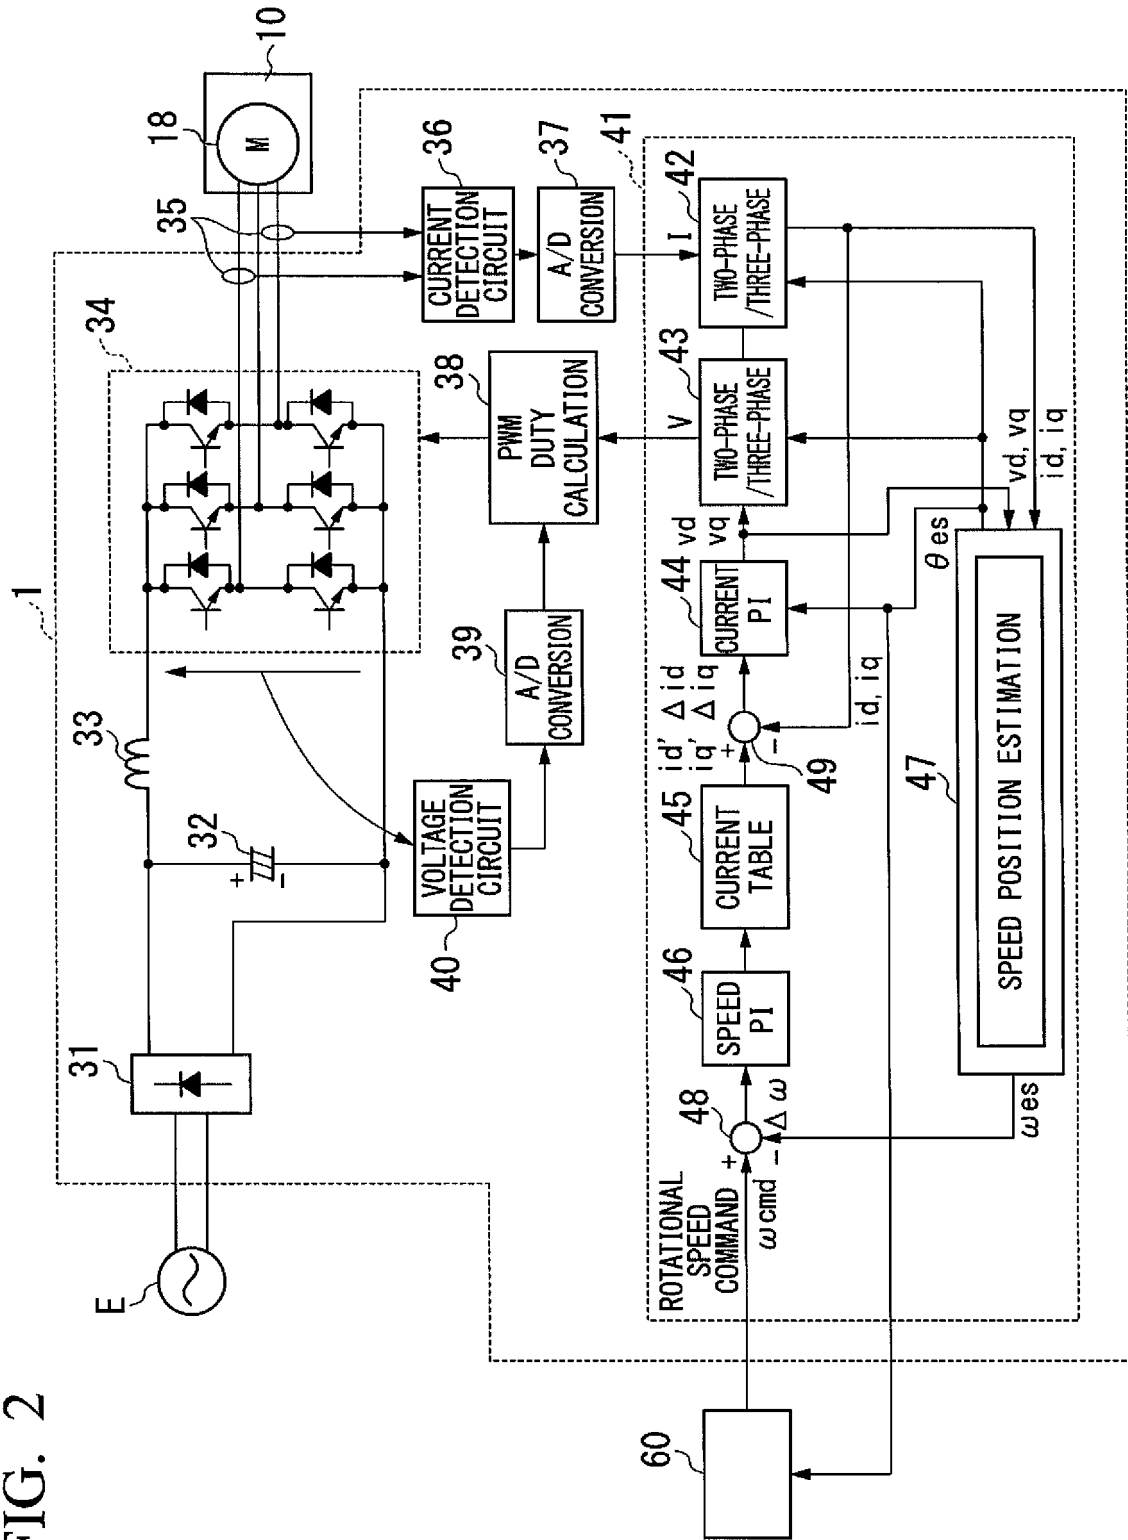 FIG. 2
1
E
31
32
+
-
33
34
35
18
M
10
36
CURRENT
DETECTION
CIRCUIT
37
A/D
CONVERSION
38
PWM
DUTY
CALCULATION
39
A/D
CONVERSION
40
VOLTAGE
DETECTION
CIRCUIT
41
60
ROTATIONAL
SPEED
COMMAND
ωcmd
+
-
48
Δω
46
SPEED
PI
45
CURRENT
TABLE
id' Δid
iq' Δiq
+
-
49
44
CURRENT
PI
vd
vq
43
V
TWO-PHASE
/THREE-PHASE
42
I
TWO-PHASE
/THREE-PHASE
id, iq
θes
vd, vq
id, iq
47
SPEED POSITION ESTIMATION
ωes